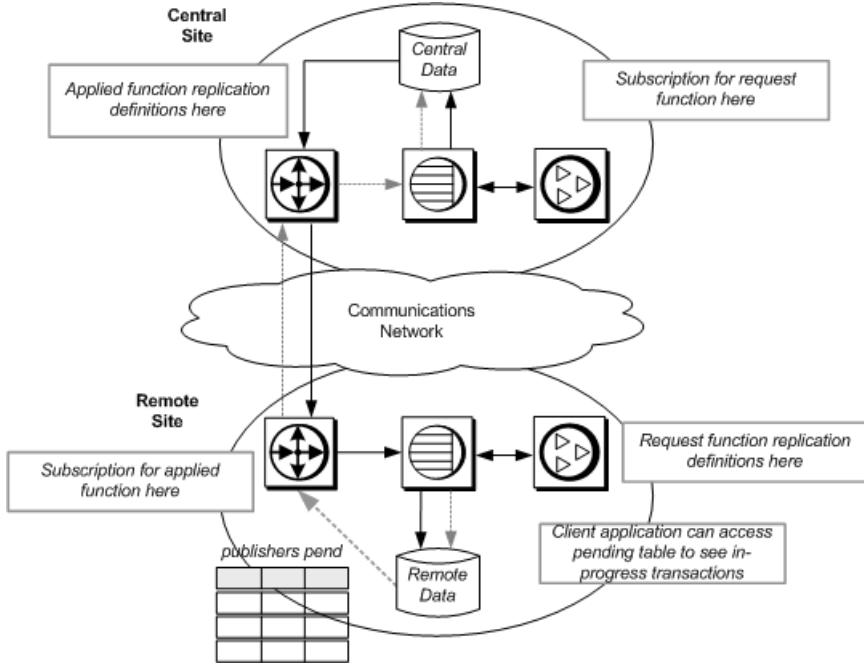 Central
Site
Central
Data
Applied function replication
definitions here
Subscription for request
function here
Communications
Network
Remote
Site
Subscription for applied
function here
Request function replication
definitions here
publishers pend
Client application can access
pending table to see in-
progress transactions
Remote
Data